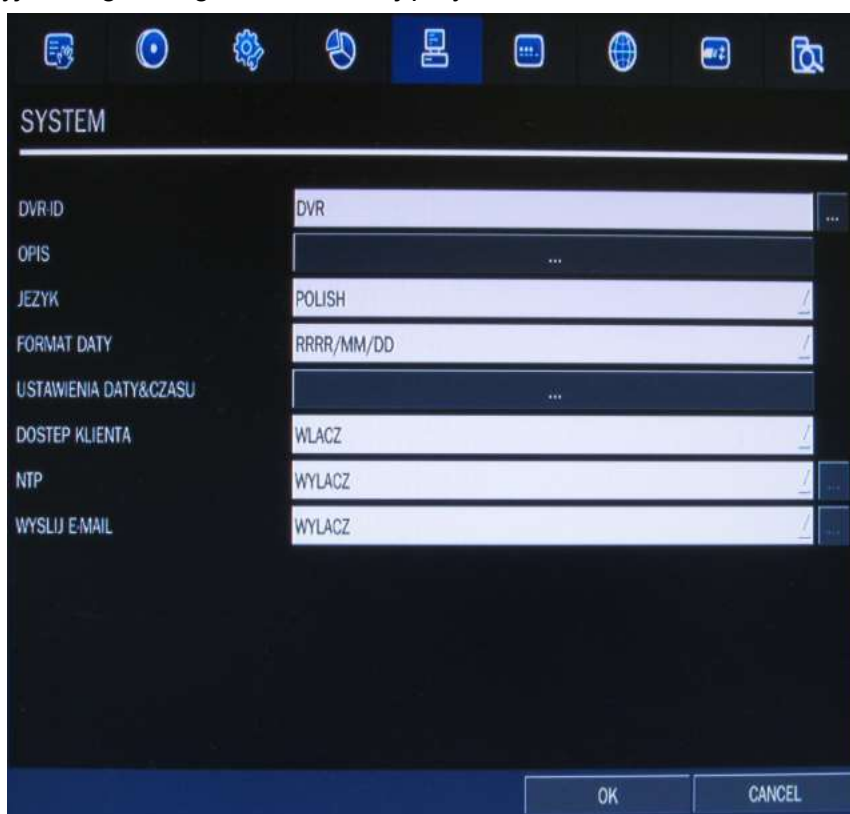 SYSTEM
DVR-ID DVR ...
OPIS ...
JEZYK POLISH
FORMAT DATY RRRR/MM/DD
USTAWIENIA DATY&CZASU ...
DOSTEP KLIENTA WLACZ
NTP WYLACZ ...
WYSLIJ E-MAIL WYLACZ ...
OK CANCEL